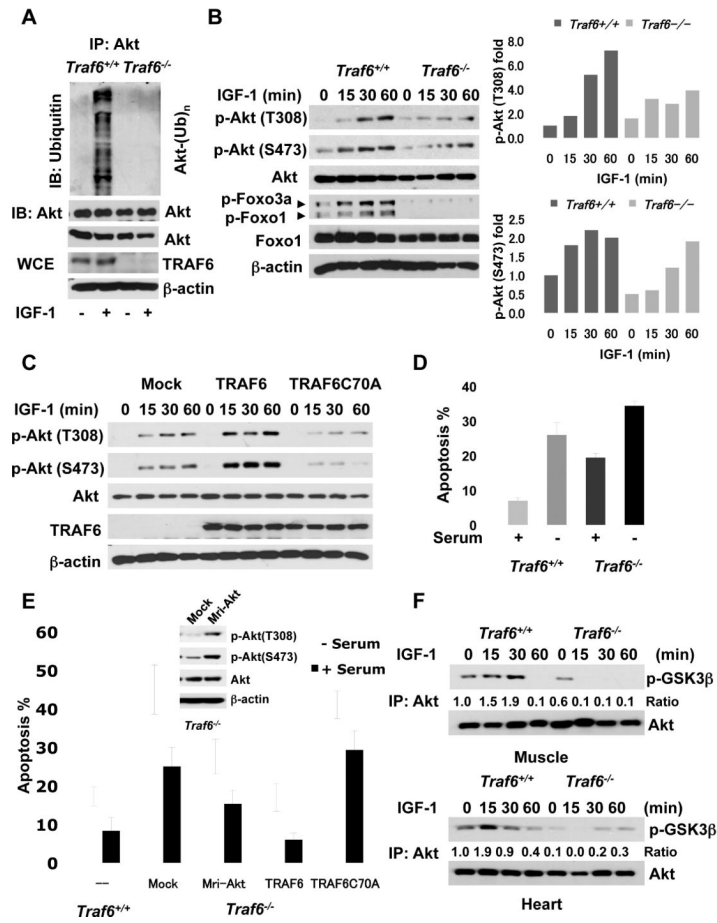 A
IP: Akt
Traf6+/+ Traf6-/-
IB: Ubiquitin
Akt-(Ub)n
IB: Akt
Akt
Akt
WCE
TRAF6
β-actin
IGF-1 - + - +
B
Traf6+/+ Traf6-/-
IGF-1 (min) 0 15 30 60 0 15 30 60
p-Akt (T308)
p-Akt (S473)
Akt
p-Foxo3a
p-Foxo1
Foxo1
β-actin
Traf6+/+ Traf6−/−
p-Akt (T308) fold
8.0
6.0
4.0
2.0
0.0
0 15 30 60 0 15 30 60
IGF-1 (min)
Traf6+/+ Traf6−/−
p-Akt (S473) fold
2.5
2.0
1.5
1.0
0.5
0.0
0 15 30 60 0 15 30 60
IGF-1 (min)
C
Mock TRAF6 TRAF6C70A
IGF-1 (min) 0 15 30 60 0 15 30 60 0 15 30 60
p-Akt (T308)
p-Akt (S473)
Akt
TRAF6
β-actin
D
Apoptosis %
40
30
20
10
0
Serum + - + -
Traf6+/+ Traf6-/-
E
Apoptosis %
60
50
40
30
20
10
0
Mock Mri-Akt
p-Akt(T308)
p-Akt(S473)
Akt
β-actin
Traf6-/-
- Serum
+ Serum
-- Mock Mri-Akt TRAF6 TRAF6C70A
Traf6+/+ Traf6-/-
F
Traf6+/+ Traf6-/-
IGF-1 0 15 30 60 0 15 30 60 (min)
p-GSK3β
IP: Akt 1.0 1.5 1.9 0.1 0.6 0.1 0.1 0.1 Ratio
Akt
Muscle
Traf6+/+ Traf6-/-
IGF-1 0 15 30 60 0 15 30 60 (min)
p-GSK3β
IP: Akt 1.0 1.9 0.9 0.4 0.1 0.0 0.2 0.3 Ratio
Akt
Heart